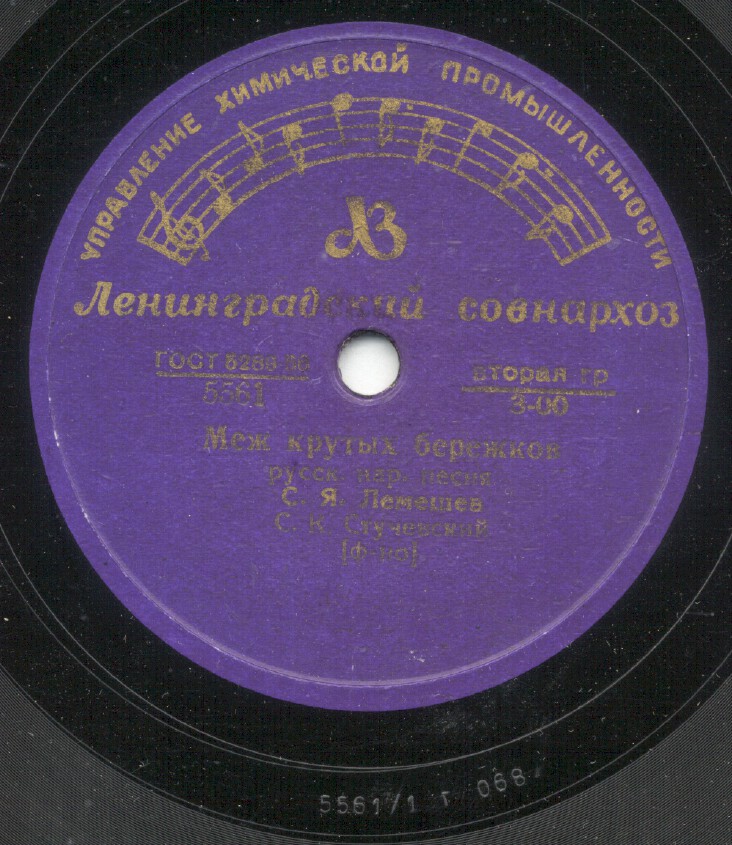 УПРАВЛЕНИЕ ХИМИЧЕСКОЙ ПРОМЫШЛЕННОСТИ
Ленинградский совнархоз
ГОСТ 5289-56
вторая гр
5561
3-00
Меж крутых бережков
русск. нар. песня
С. Я. Лемешев
С. К. Стучевский
[ф-но]
5561/1 г 068